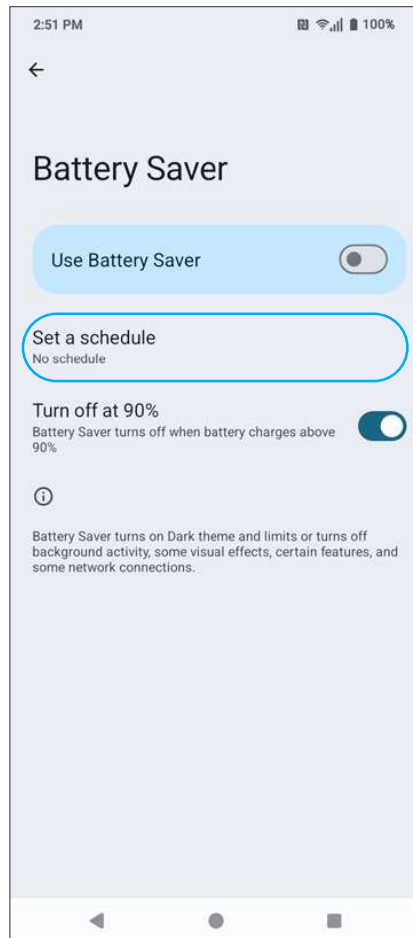 2:51 PM 100%
Battery Saver
Use Battery Saver
Set a schedule
No schedule
Turn off at 90%
Battery Saver turns off when battery charges above
90%
Battery Saver turns on Dark theme and limits or turns off
background activity, some visual effects, certain features, and
some network connections.